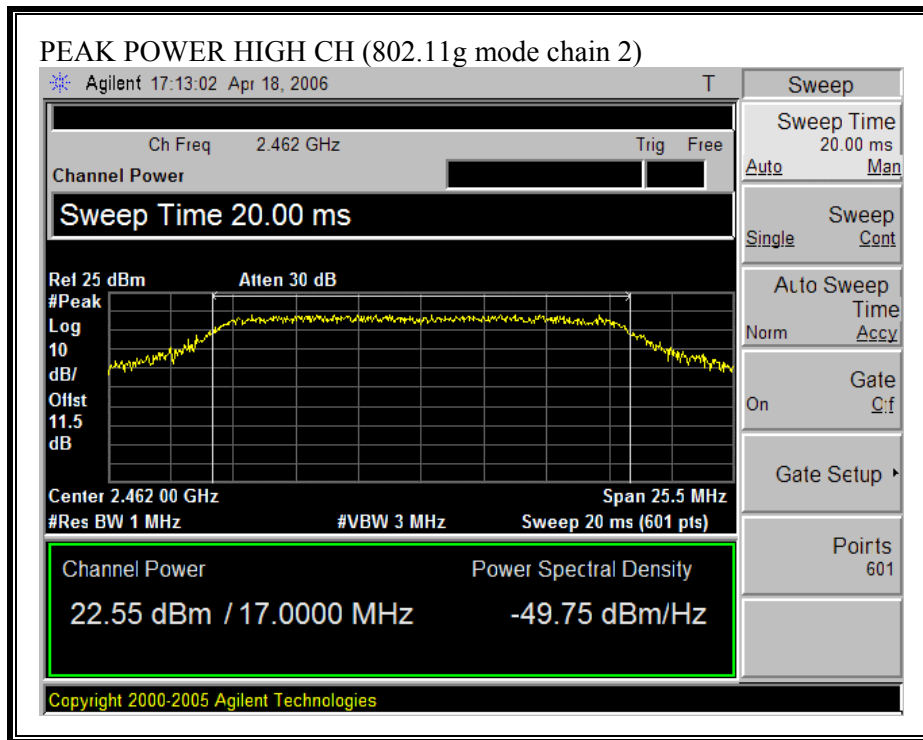 PEAK POWER HIGH CH (802.11g mode chain 2)
Agilent 17:13:02 Apr 18, 2006 T
Ch Freq 2.462 GHz Trig Free
Channel Power
Sweep Time 20.00 ms
Ref 25 dBm Atten 30 dB
#Peak
Log
10
dB/
Offst
11.5
dB
Center 2.462 00 GHz Span 25.5 MHz
#Res BW 1 MHz #VBW 3 MHz Sweep 20 ms (601 pts)
Channel Power Power Spectral Density
22.55 dBm / 17.0000 MHz -49.75 dBm/Hz
Copyright 2000-2005 Agilent Technologies
Sweep
Sweep Time
20.00 ms
Auto Man
Sweep
Single Cont
Auto Sweep
Time
Norm Accy
Gate
On Off
Gate Setup
Points
601